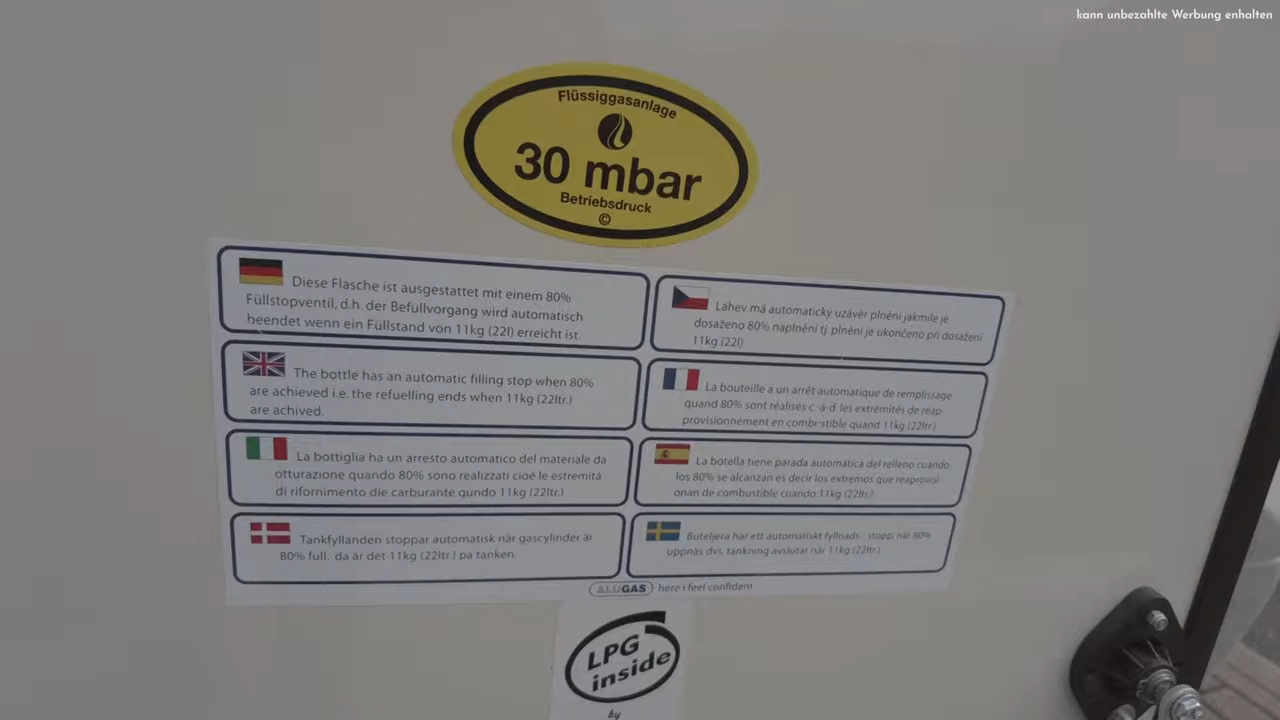 kann unbezahlte Werbung enhalten
Flüssiggasanlage
30 mbar
Betriebsdruck
©
Diese Flasche ist ausgestattet mit einem 80%
Füllstopventil, d.h. der Befüllvorgang wird automatisch
beendet wenn ein Füllstand von 11kg (22l) erreicht ist.
Láhev má automatický uzávěr plnění jakmile je
dosaženo 80% naplnění tj. plnění je ukončeno při dosažení
11kg (22l)
The bottle has an automatic filling stop when 80%
are achieved i.e. the refuelling ends when 11kg (22ltr.)
are achived.
La bouteille a un arrêt automatique de remplissage
quand 80% sont réalisés c.-à-d. les extrémités de reap-
provisionnement en combustible quand 11kg (22ltr.)
La bottiglia ha un arresto automatico del materiale da
otturazione quando 80% sono realizzati cioé le estremità
di rifornimento die carburante qundo 11kg (22ltr.)
La botella tiene parada automática del relleno cuando
los 80% se alcanzan es decir los extremos que reaprovisi-
onan de combustible cuando 11kg (22ltr.)
Tankfyllanden stoppar automatisk når gascylinder är
80% full. da är det 11kg (22ltr.) pa tanken.
Buteljera har ett automatiskt fyllnads - stopp, när 80%
uppnås dvs. tankning avslutar når 11kg (22ltr.)
ALUGAS here i feel confident
LPG
inside
by